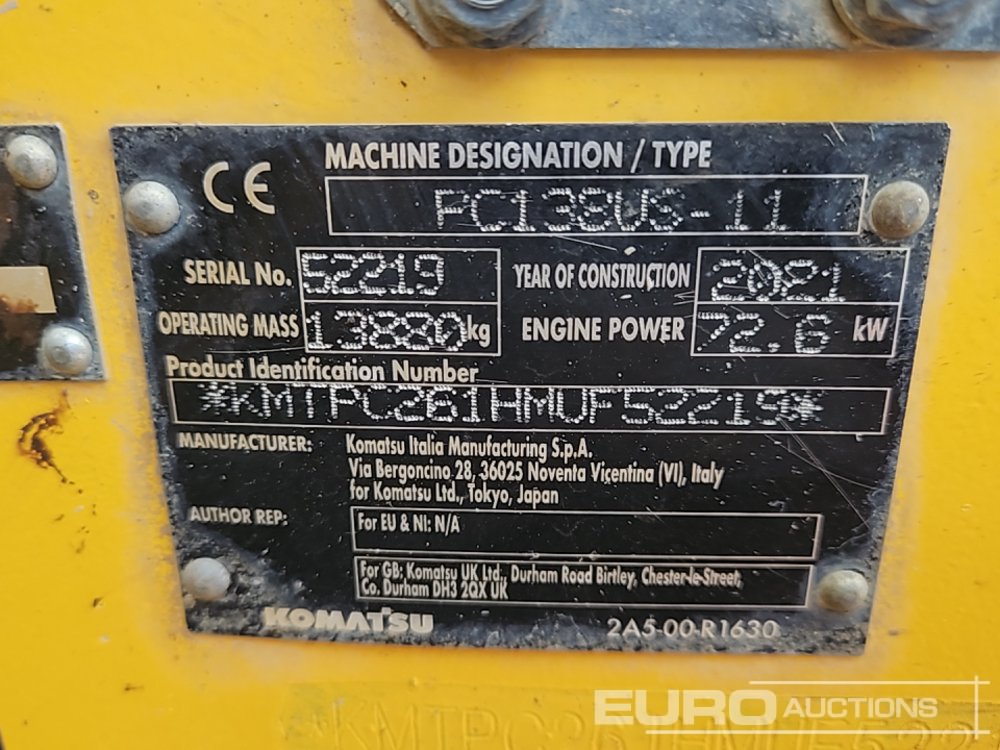 CE
MACHINE DESIGNATION / TYPE
PC138US-11
SERIAL No. 52219
YEAR OF CONSTRUCTION 2021
OPERATING MASS 13880kg
ENGINE POWER 72.6 kW
Product Identification Number
*KMTPC261HMUF52219*
MANUFACTURER: Komatsu Italia Manufacturing S.p.A.
Via Bergoncino, 28, 36025 Noventa Viçentina (VI), Italy
for Komatsu Ltd., Tokyo, Japan
AUTHOR REP: For EU & NI: N/A
For GB: Komatsu UK Ltd., Durham Road Birtley, Chester-le-Street,
Co. Durham DH3 2QX UK
KOMATSU
2A5-00-R1630
EURO AUCTIONS